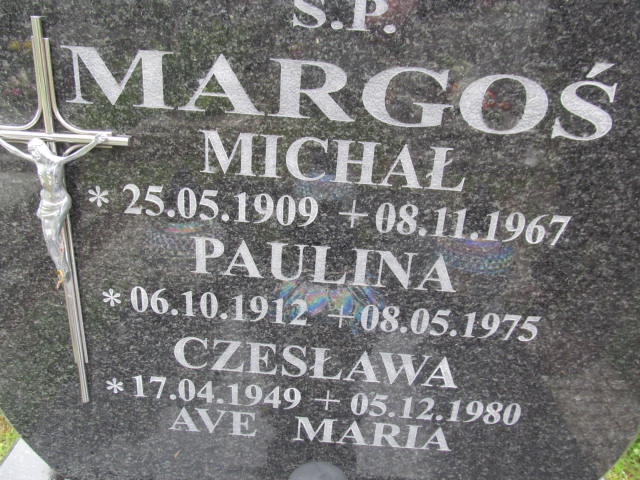 Ś.P.
MARGOŚ
MICHAŁ
* 25.05.1909 + 08.11.1967
PAULINA
* 06.10.1912 + 08.05.1975
CZESŁAWA
* 17.04.1949 + 05.12.1980
AVE MARIA